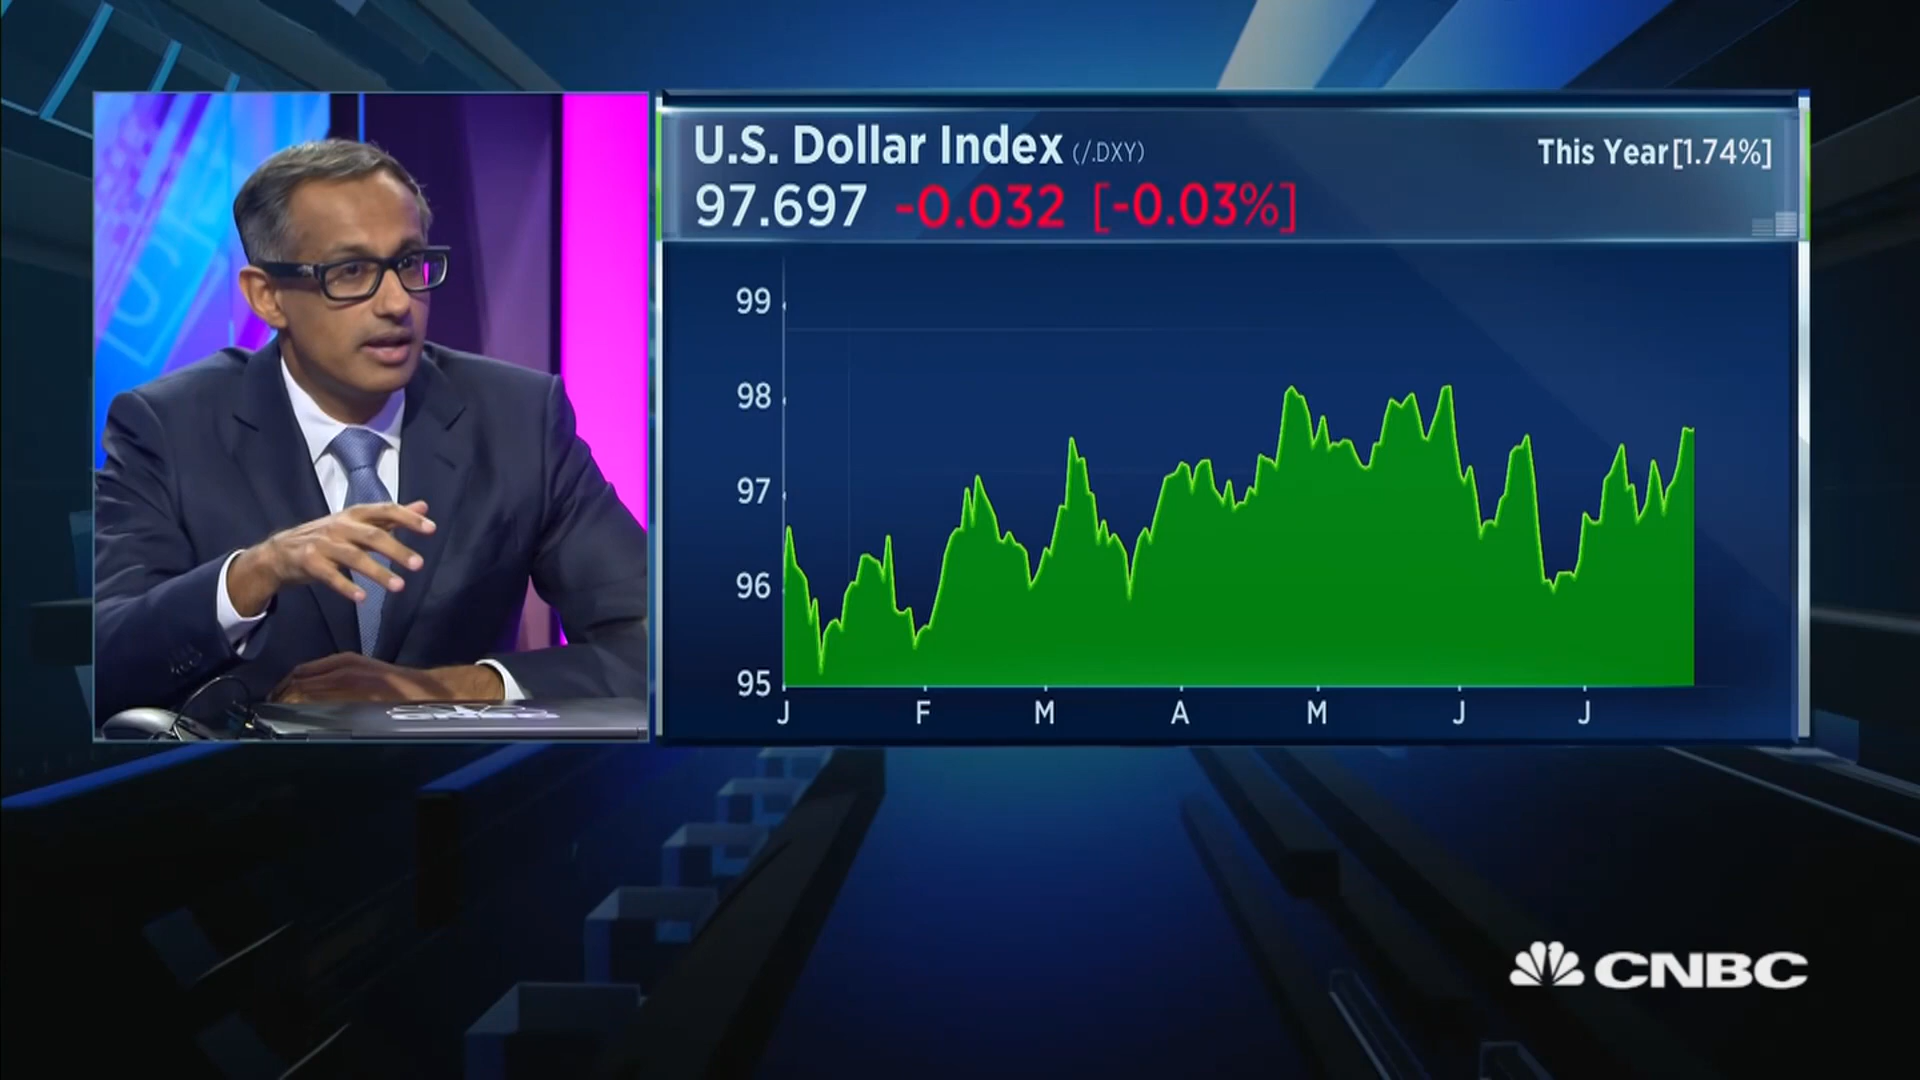 U.S. Dollar Index (/.DXY)
This Year[1.74%]
97.697 -0.032 [-0.03%]
99
98
97
96
95
J F M A M J J
CNBC